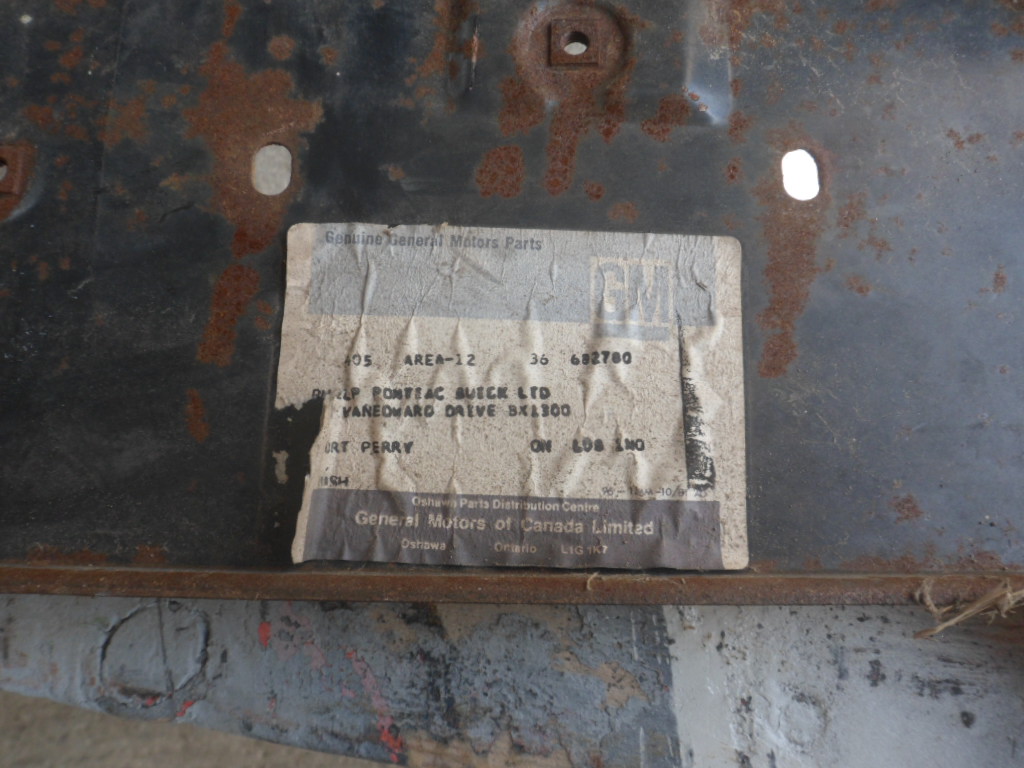 Genuine General Motors Parts
GM
405 AREA-12 36 682780
PONTIAC BUICK LTD
VANEDWARD DRIVE BX1300
ORT PERRY ON L0B 1N0
Oshawa Parts Distribution Centre
General Motors of Canada Limited
Oshawa Ontario L1G 1K7